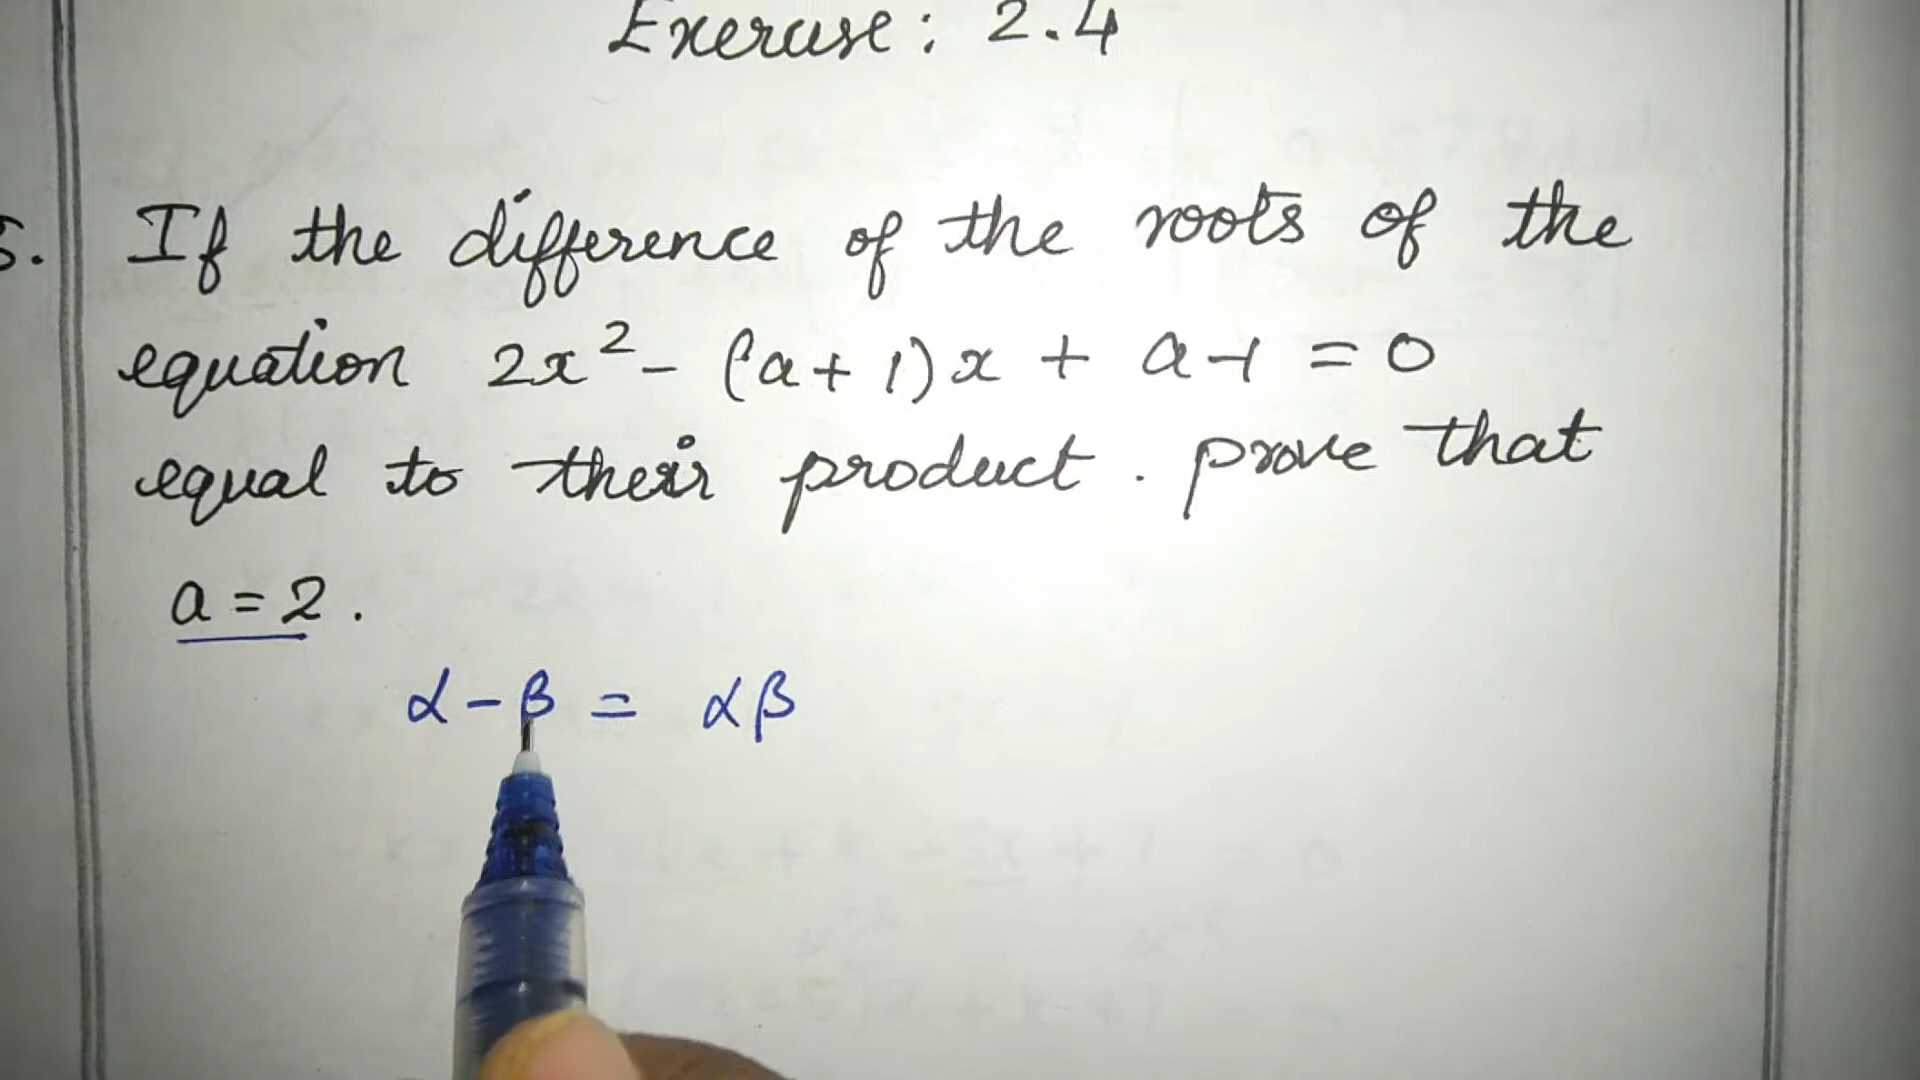 Exercise: 2.4
5. If the difference of the roots of the
equation 2x² - (a + 1)x + a - 1 = 0
equal to their product. prove that
a = 2.
α - β = αβ